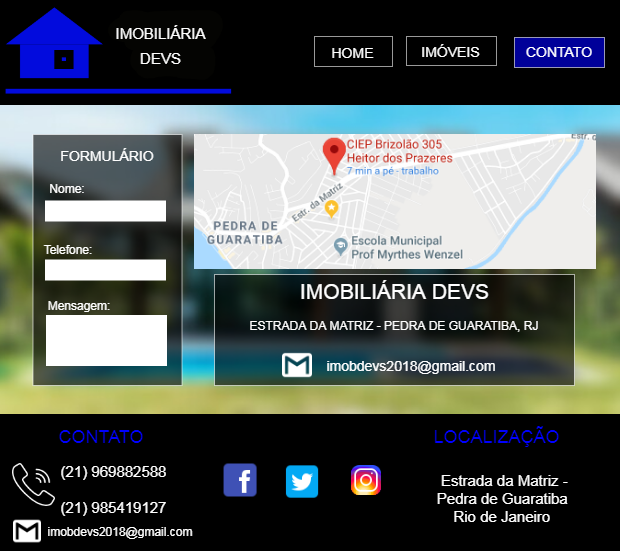 IMOBILIÁRIA
DEVS
HOME
IMÓVEIS
CONTATO
FORMULÁRIO
Nome:
Telefone:
Mensagem:
CIEP Brizolão 305
Heitor dos Prazeres
7 min a pé - trabalho
Estr. da Matriz
PEDRA DE
GUARATIBA
Escola Municipal
Prof Myrthes Wenzel
IMOBILIÁRIA DEVS
ESTRADA DA MATRIZ - PEDRA DE GUARATIBA, RJ
imobdevs2018@gmail.com
CONTATO
(21) 969882588
(21) 985419127
imobdevs2018@gmail.com
LOCALIZAÇÃO
Estrada da Matriz -
Pedra de Guaratiba
Rio de Janeiro